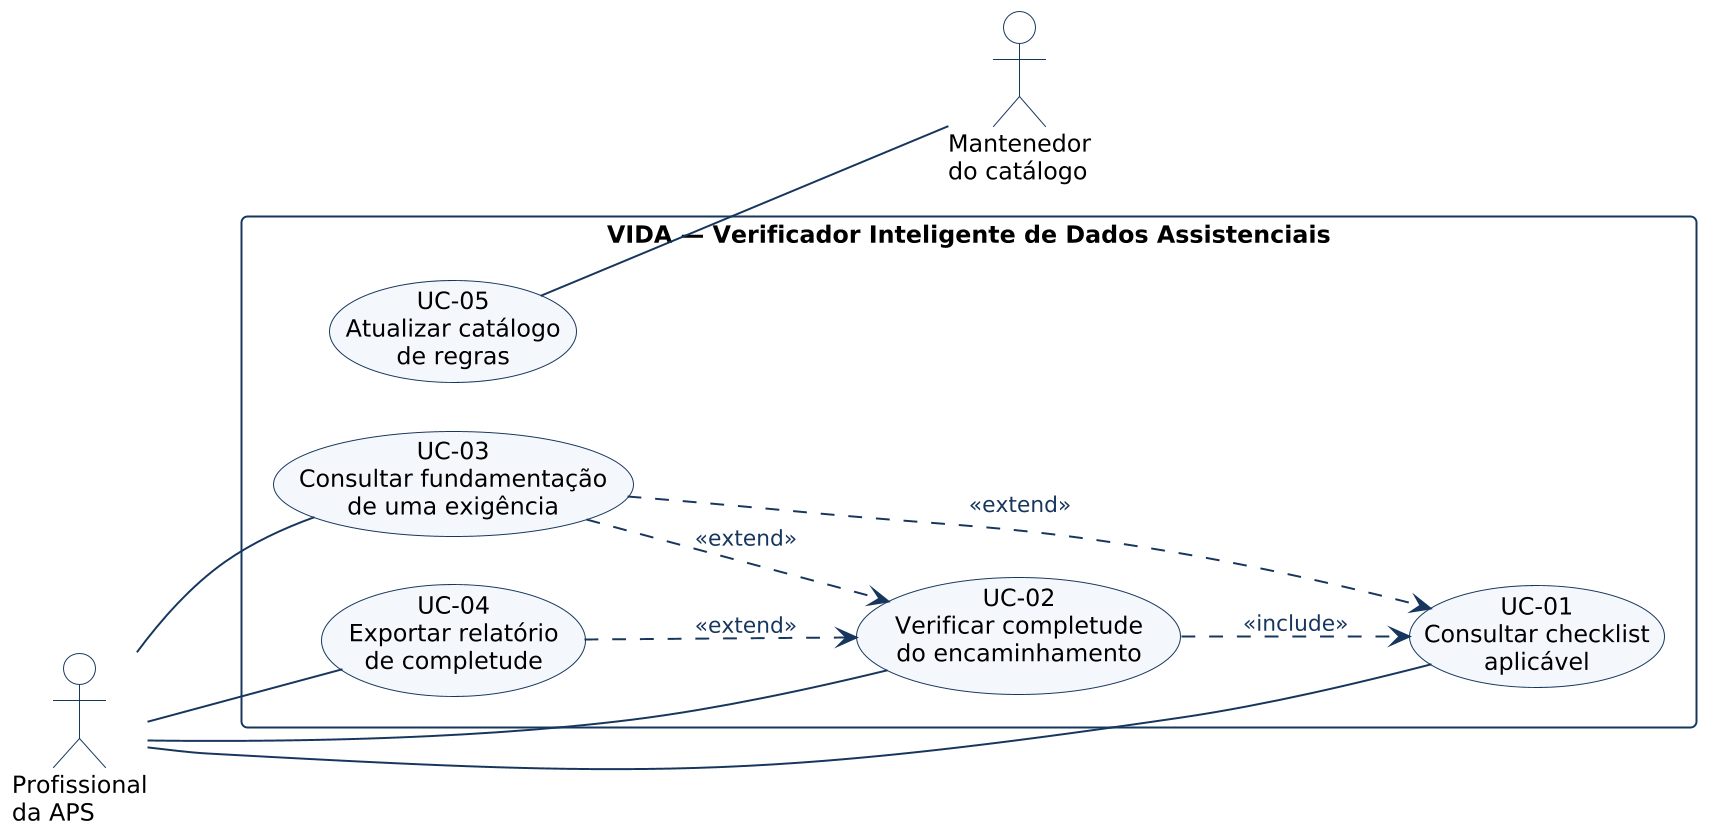 Mantenedor
do catálogo
VIDA — Verificador Inteligente de Dados Assistenciais
UC-05
Atualizar catálogo
de regras
UC-03
Consultar fundamentação
de uma exigência
«extend»
«extend»
UC-04
Exportar relatório
de completude
«extend»
UC-02
Verificar completude
do encaminhamento
«include»
UC-01
Consultar checklist
aplicável
Profissional
da APS